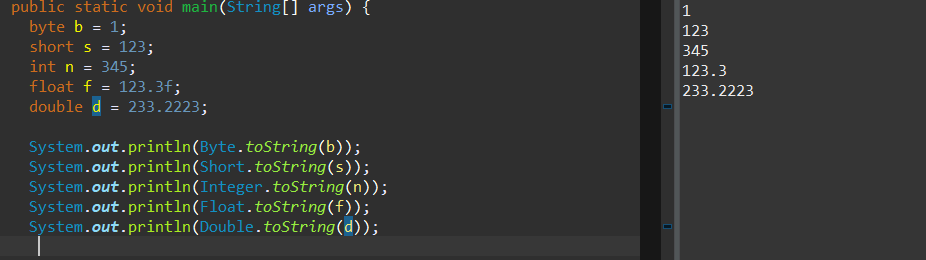 public static void main(String[] args) {
byte b = 1;
short s = 123;
int n = 345;
float f = 123.3f;
double d = 233.2223;
System.out.println(Byte.toString(b));
System.out.println(Short.toString(s));
System.out.println(Integer.toString(n));
System.out.println(Float.toString(f));
System.out.println(Double.toString(d));
1
123
345
123.3
233.2223